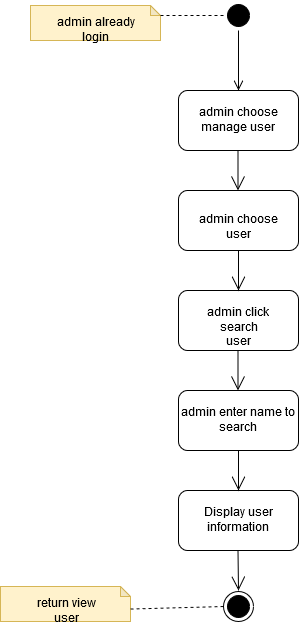 admin already
login
admin choose
manage user
admin choose
user
admin click
search
user
admin enter name to
search
Display user
information
return view
user